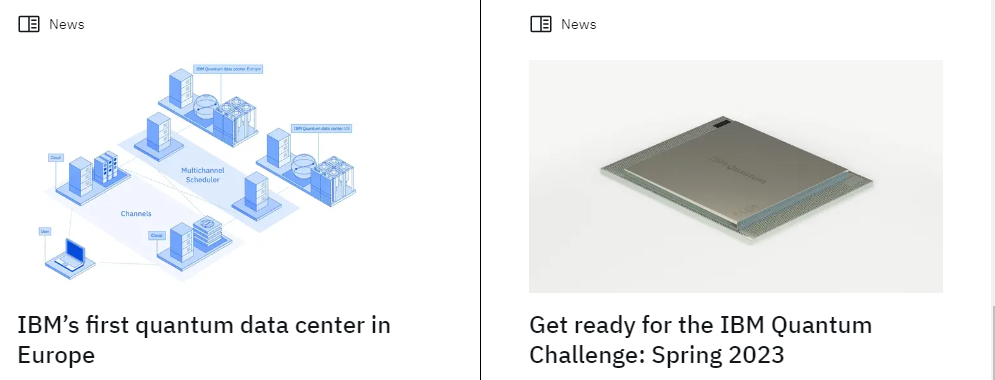 News
IBM Quantum data center Europe
IBM Quantum data center US
Cloud
Multichannel
Scheduler
Channels
User
Cloud
IBM's first quantum data center in
Europe
News
IBM Quantum
Get ready for the IBM Quantum
Challenge: Spring 2023